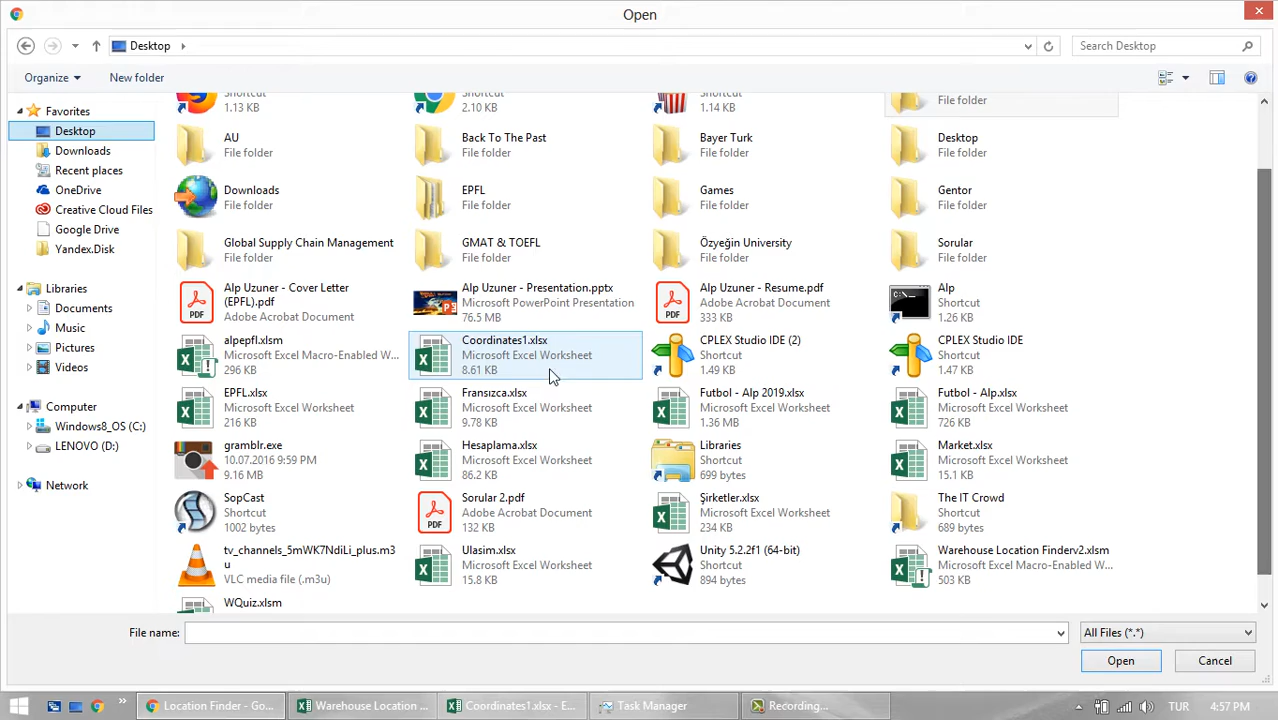 Open
Desktop
Search Desktop
Organize
New folder
Favorites
Desktop
Downloads
Recent places
OneDrive
Creative Cloud Files
Google Drive
Yandex.Disk
Libraries
Documents
Music
Pictures
Videos
Computer
Windows8_OS (C:)
LENOVO (D:)
Network
Shortcut
1.13 KB
Shortcut
2.10 KB
Shortcut
1.14 KB
File folder
AU
File folder
Back To The Past
File folder
Bayer Turk
File folder
Desktop
File folder
Downloads
File folder
EPFL
File folder
Games
File folder
Gentor
File folder
Global Supply Chain Management
File folder
GMAT & TOEFL
File folder
Özyeğin University
File folder
Sorular
File folder
Alp Uzuner - Cover Letter
(EPFL).pdf
Adobe Acrobat Document
Alp Uzuner - Presentation.pptx
Microsoft PowerPoint Presentation
76.5 MB
Alp Uzuner - Resume.pdf
Adobe Acrobat Document
333 KB
Alp
Shortcut
1.26 KB
alpepfl.xlsm
Microsoft Excel Macro-Enabled W...
296 KB
Coordinates1.xlsx
Microsoft Excel Worksheet
8.61 KB
CPLEX Studio IDE (2)
Shortcut
1.49 KB
CPLEX Studio IDE
Shortcut
1.47 KB
EPFL.xlsx
Microsoft Excel Worksheet
216 KB
Fransızca.xlsx
Microsoft Excel Worksheet
9.78 KB
Futbol - Alp 2019.xlsx
Microsoft Excel Worksheet
1.36 MB
Futbol - Alp.xlsx
Microsoft Excel Worksheet
726 KB
gramblr.exe
10.07.2016 9:59 PM
9.16 MB
Hesaplama.xlsx
Microsoft Excel Worksheet
86.2 KB
Libraries
Shortcut
699 bytes
Market.xlsx
Microsoft Excel Worksheet
15.1 KB
SopCast
Shortcut
1002 bytes
Sorular 2.pdf
Adobe Acrobat Document
132 KB
Şirketler.xlsx
Microsoft Excel Worksheet
234 KB
The IT Crowd
Shortcut
689 bytes
tv_channels_5mWK7NdiLi_plus.m3
u
VLC media file (.m3u)
Ulasim.xlsx
Microsoft Excel Worksheet
15.8 KB
Unity 5.2.2f1 (64-bit)
Shortcut
894 bytes
Warehouse Location Finderv2.xlsm
Microsoft Excel Macro-Enabled W...
503 KB
WQuiz.xlsm
File name:
All Files (*.*)
Open
Cancel
Location Finder - Go...
Warehouse Location ...
Coordinates1.xlsx - E...
Task Manager
Recording...
TUR
4:57 PM